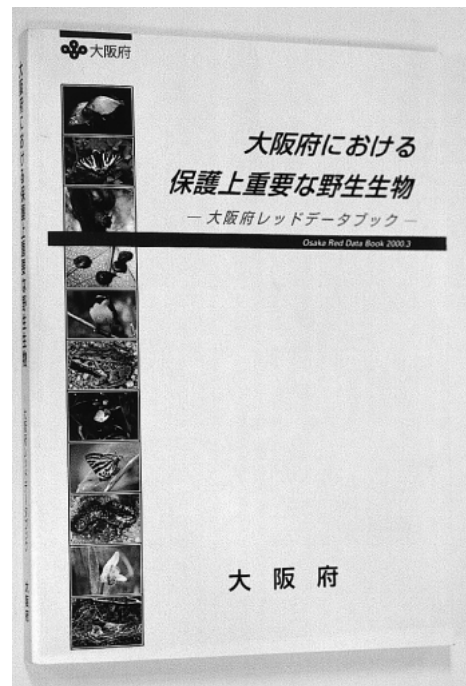 大阪府
大阪府における
保護上重要な野生生物
― 大阪府レッドデータブック ―
Osaka Red Data Book 2000.3
大阪府